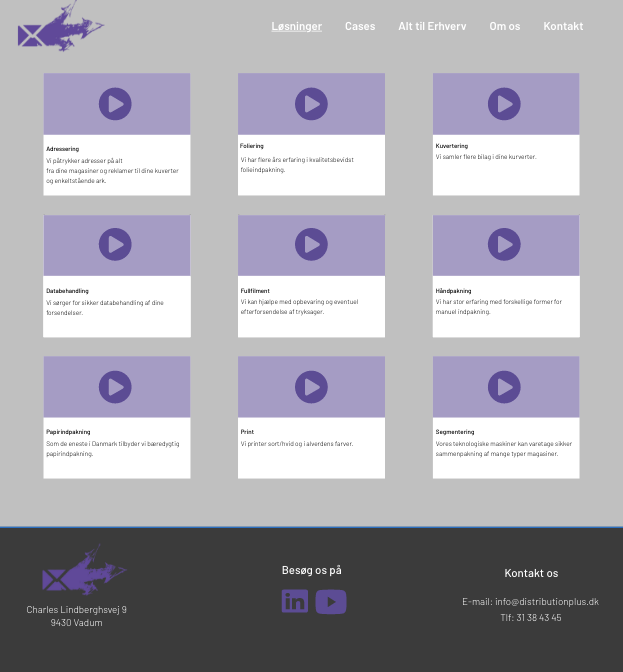 Løsninger Cases Alt til Erhverv Om os Kontakt
Adressering
Vi påtrykker adresser på alt
fra dine magasiner og reklamer til dine kuverter
og enkeltstående ark.
Foliering
Vi har flere års erfaring i kvalitetsbevidst
folieindpakning.
Kuvertering
Vi samler flere bilag i dine kurverter.
Databehandling
Vi sørger for sikker databehandling af dine
forsendelser.
Fullfilment
Vi kan hjælpe med opbevaring og eventuel
efterforsendelse af tryksager.
Håndpakning
Vi har stor erfaring med forskellige former for
manuel indpakning.
Papirindpakning
Som de eneste i Danmark tilbyder vi bæredygtig
papirindpakning.
Print
Vi printer sort/hvid og i alverdens farver.
Segmentering
Vores teknologiske maskiner kan varetage sikker
sammenpakning af mange typer magasiner.
Charles Lindberghsvej 9
9430 Vadum
Besøg os på
in
Kontakt os
E-mail: info@distributionplus.dk
Tlf: 31 38 43 45